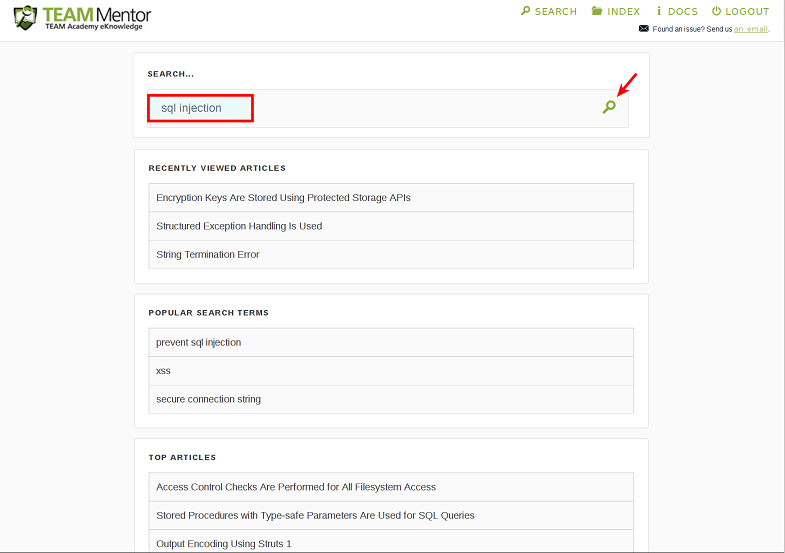 TEAM Mentor
TEAM Academy eKnowledge
SEARCH INDEX DOCS LOGOUT
Found an issue? Send us an email.
SEARCH...
sql injection
RECENTLY VIEWED ARTICLES
Encryption Keys Are Stored Using Protected Storage APIs
Structured Exception Handling Is Used
String Termination Error
POPULAR SEARCH TERMS
prevent sql injection
xss
secure connection string
TOP ARTICLES
Access Control Checks Are Performed for All Filesystem Access
Stored Procedures with Type-safe Parameters Are Used for SQL Queries
Output Encoding Using Struts 1